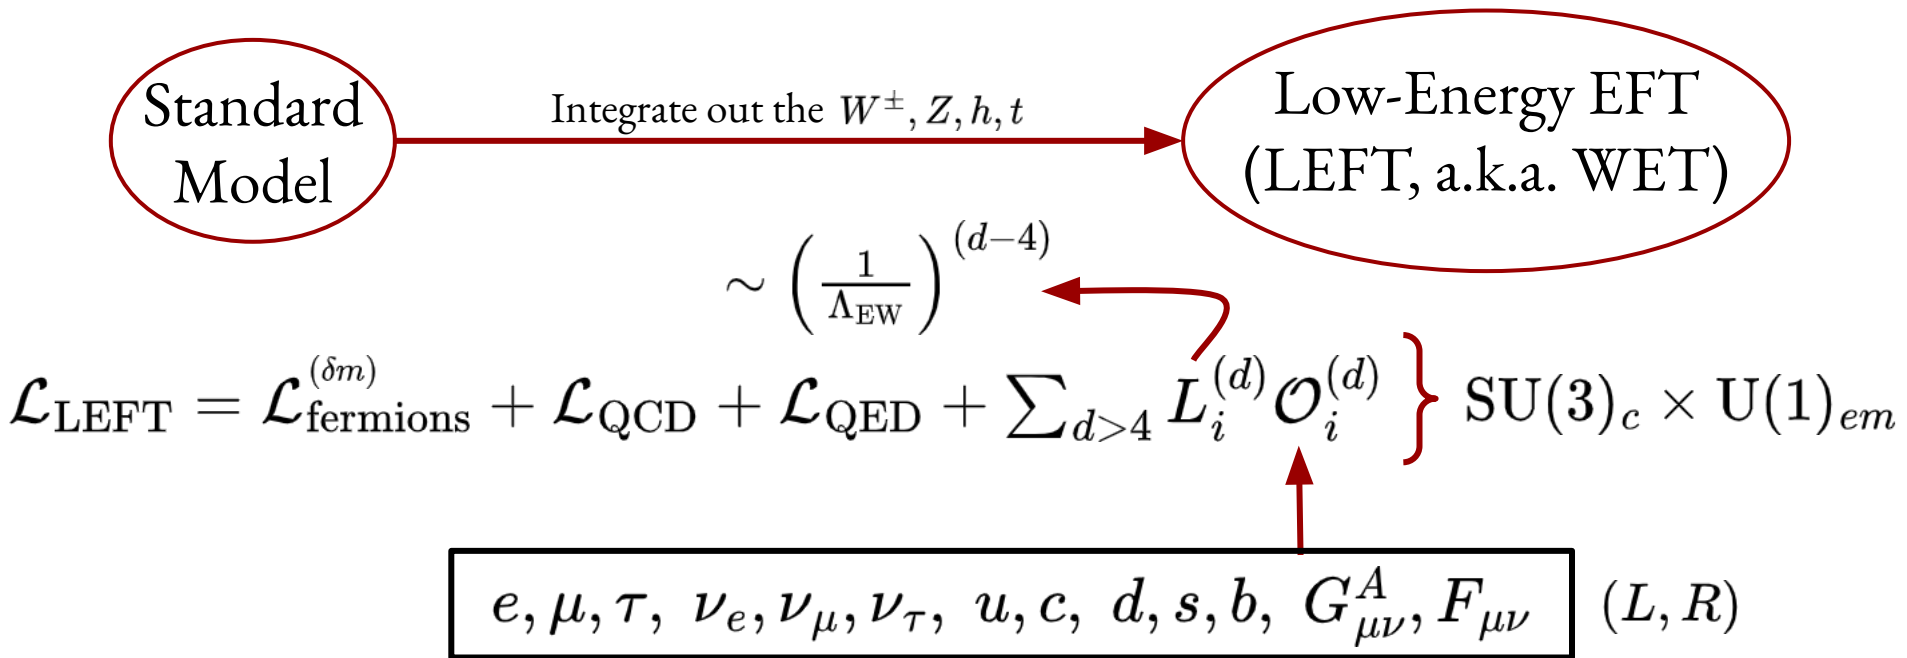 Standard
Model
Integrate out the W^±, Z, h, t
Low-Energy EFT
(LEFT, a.k.a. WET)
∼ (1/Λ_EW)^(d−4)
ℒ_LEFT = ℒ_fermions^(δm) + ℒ_QCD + ℒ_QED + ∑_{d>4} L_i^(d) 𝒪_i^(d) } SU(3)_c × U(1)_em
e, μ, τ, ν_e, ν_μ, ν_τ, u, c, d, s, b, G^A_μν, F_μν (L, R)